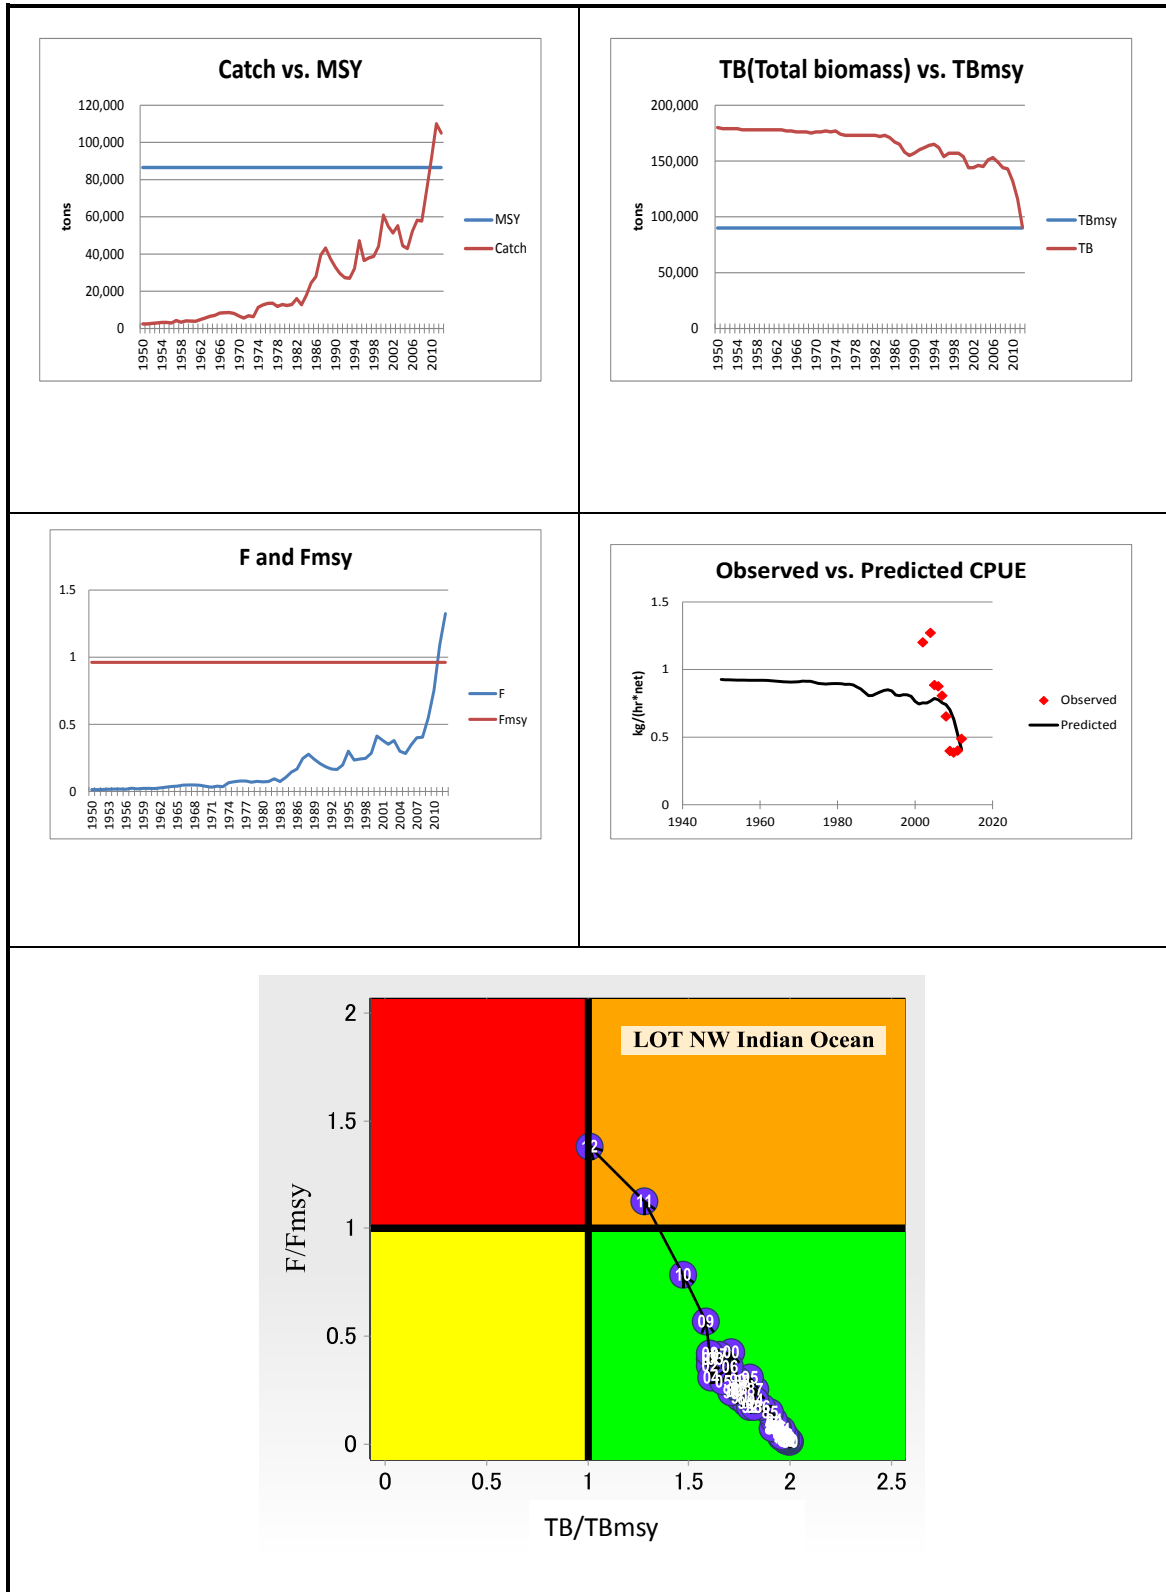 Catch vs. MSY
120,000
100,000
80,000
60,000
40,000
20,000
0
tons
1950 1954 1958 1962 1966 1970 1974 1978 1982 1986 1990 1994 1998 2002 2006 2010
MSY
Catch
TB(Total biomass) vs. TBmsy
200,000
150,000
100,000
50,000
0
tons
1950 1954 1958 1962 1966 1970 1974 1978 1982 1986 1990 1994 1998 2002 2006 2010
TBmsy
TB
F and Fmsy
1.5
1
0.5
0
1950 1953 1956 1959 1962 1965 1968 1971 1974 1977 1980 1983 1986 1989 1992 1995 1998 2001 2004 2007 2010
F
Fmsy
Observed vs. Predicted CPUE
1.5
1
0.5
0
kg/(hr*net)
1940 1960 1980 2000 2020
Observed
Predicted
LOT NW Indian Ocean
2
1.5
1
0.5
0
F/Fmsy
12
11
10
09
00
06
04
0 0.5 1 1.5 2 2.5
TB/TBmsy